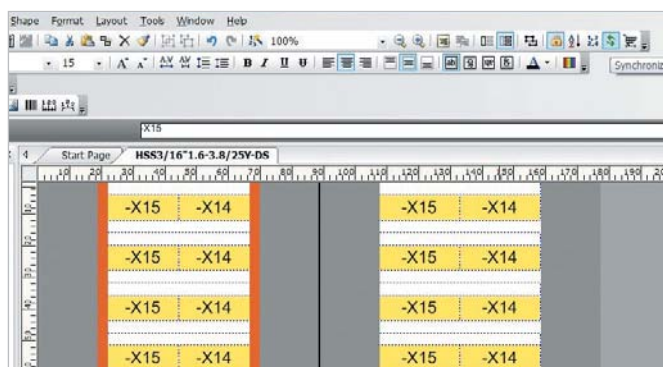 Shape Format Layout Tools Window Help
100%
15 A A B I U U A
Synchroniz
-X15
4 Start Page HSS3/16"1.6-3.8/25Y-DS
10 20 30 40 50 60 70 80 90 100 110 120 130 140 150 160 170 180 190
-X15 -X14 -X15 -X14
-X15 -X14 -X15 -X14
-X15 -X14 -X15 -X14
-X15 -X14 -X15 -X14